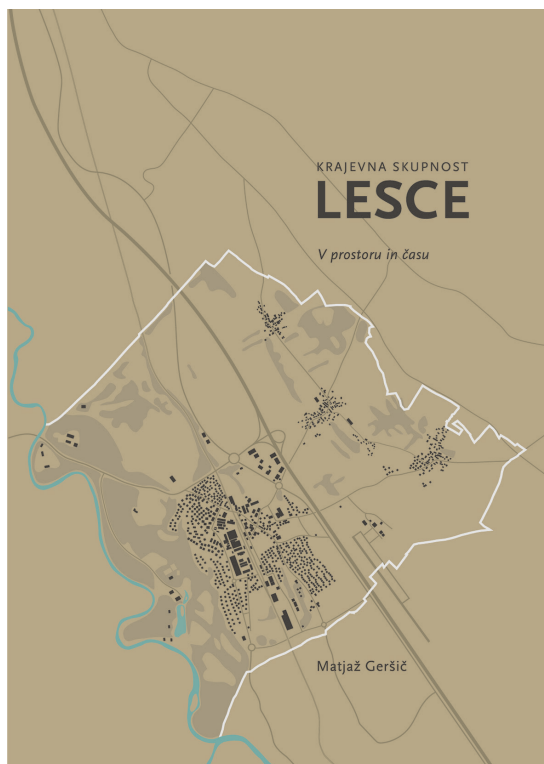 KRAJEVNA SKUPNOST
LESCE
V prostoru in času
Matjaž Geršič